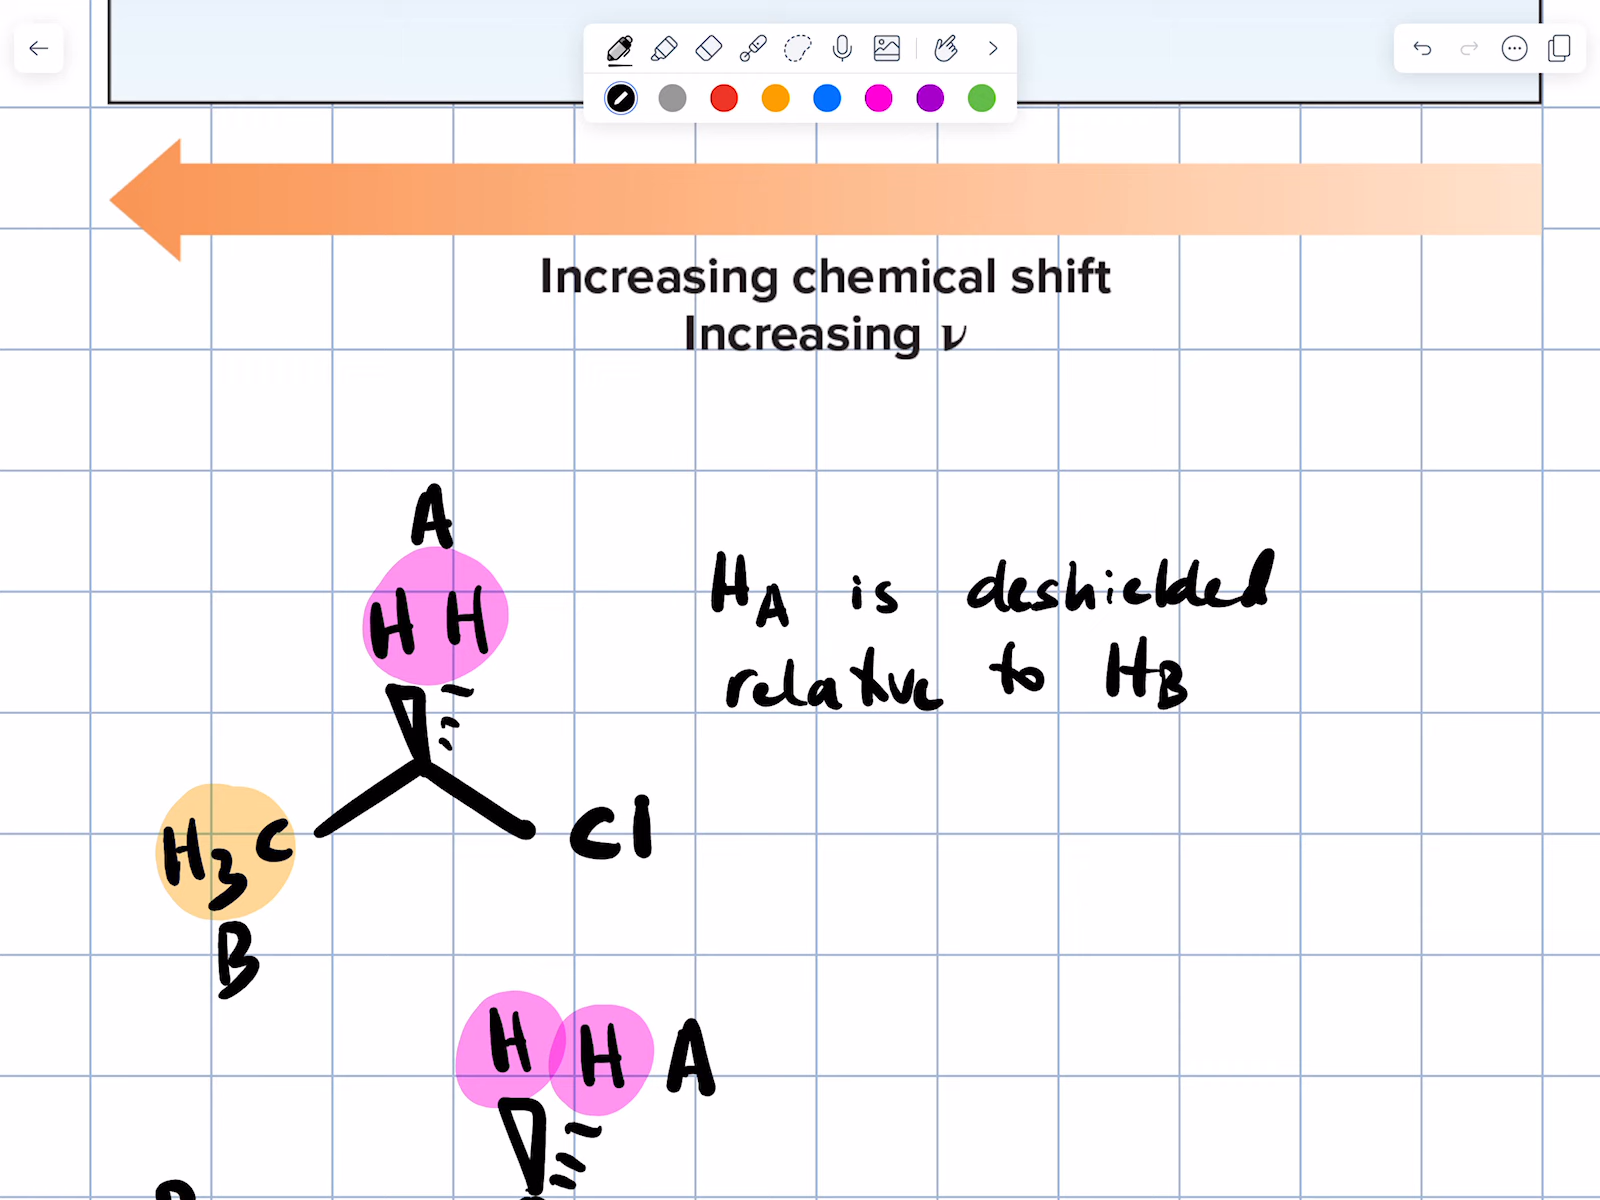 Increasing chemical shift
Increasing ν
A
H H
HA is deshielded
relative to HB
H3C
Cl
B
H H A